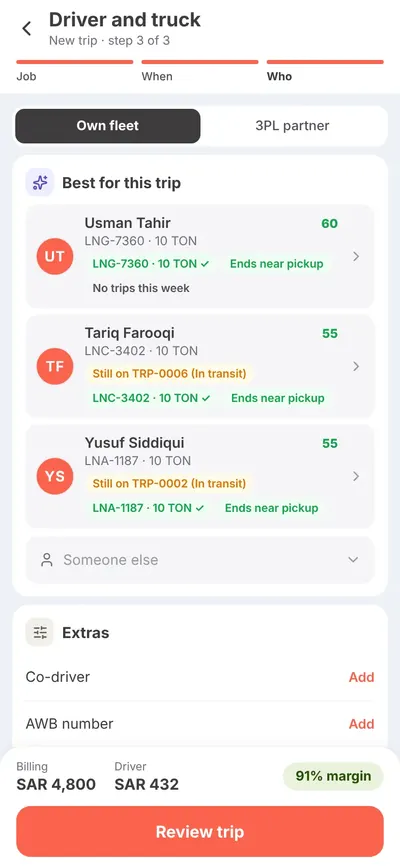 Driver and truck
New trip · step 3 of 3
Job
When
Who
Own fleet
3PL partner
Best for this trip
Usman Tahir
60
LNG-7360 · 10 TON
UT
LNG-7360 · 10 TON ✓
Ends near pickup
No trips this week
Tariq Farooqi
55
LNC-3402 · 10 TON
TF
Still on TRP-0006 (In transit)
LNC-3402 · 10 TON ✓
Ends near pickup
Yusuf Siddiqui
55
LNA-1187 · 10 TON
YS
Still on TRP-0002 (In transit)
LNA-1187 · 10 TON ✓
Ends near pickup
Someone else
Extras
Co-driver
Add
AWB number
Add
Billing
Driver
SAR 4,800
SAR 432
91% margin
Review trip